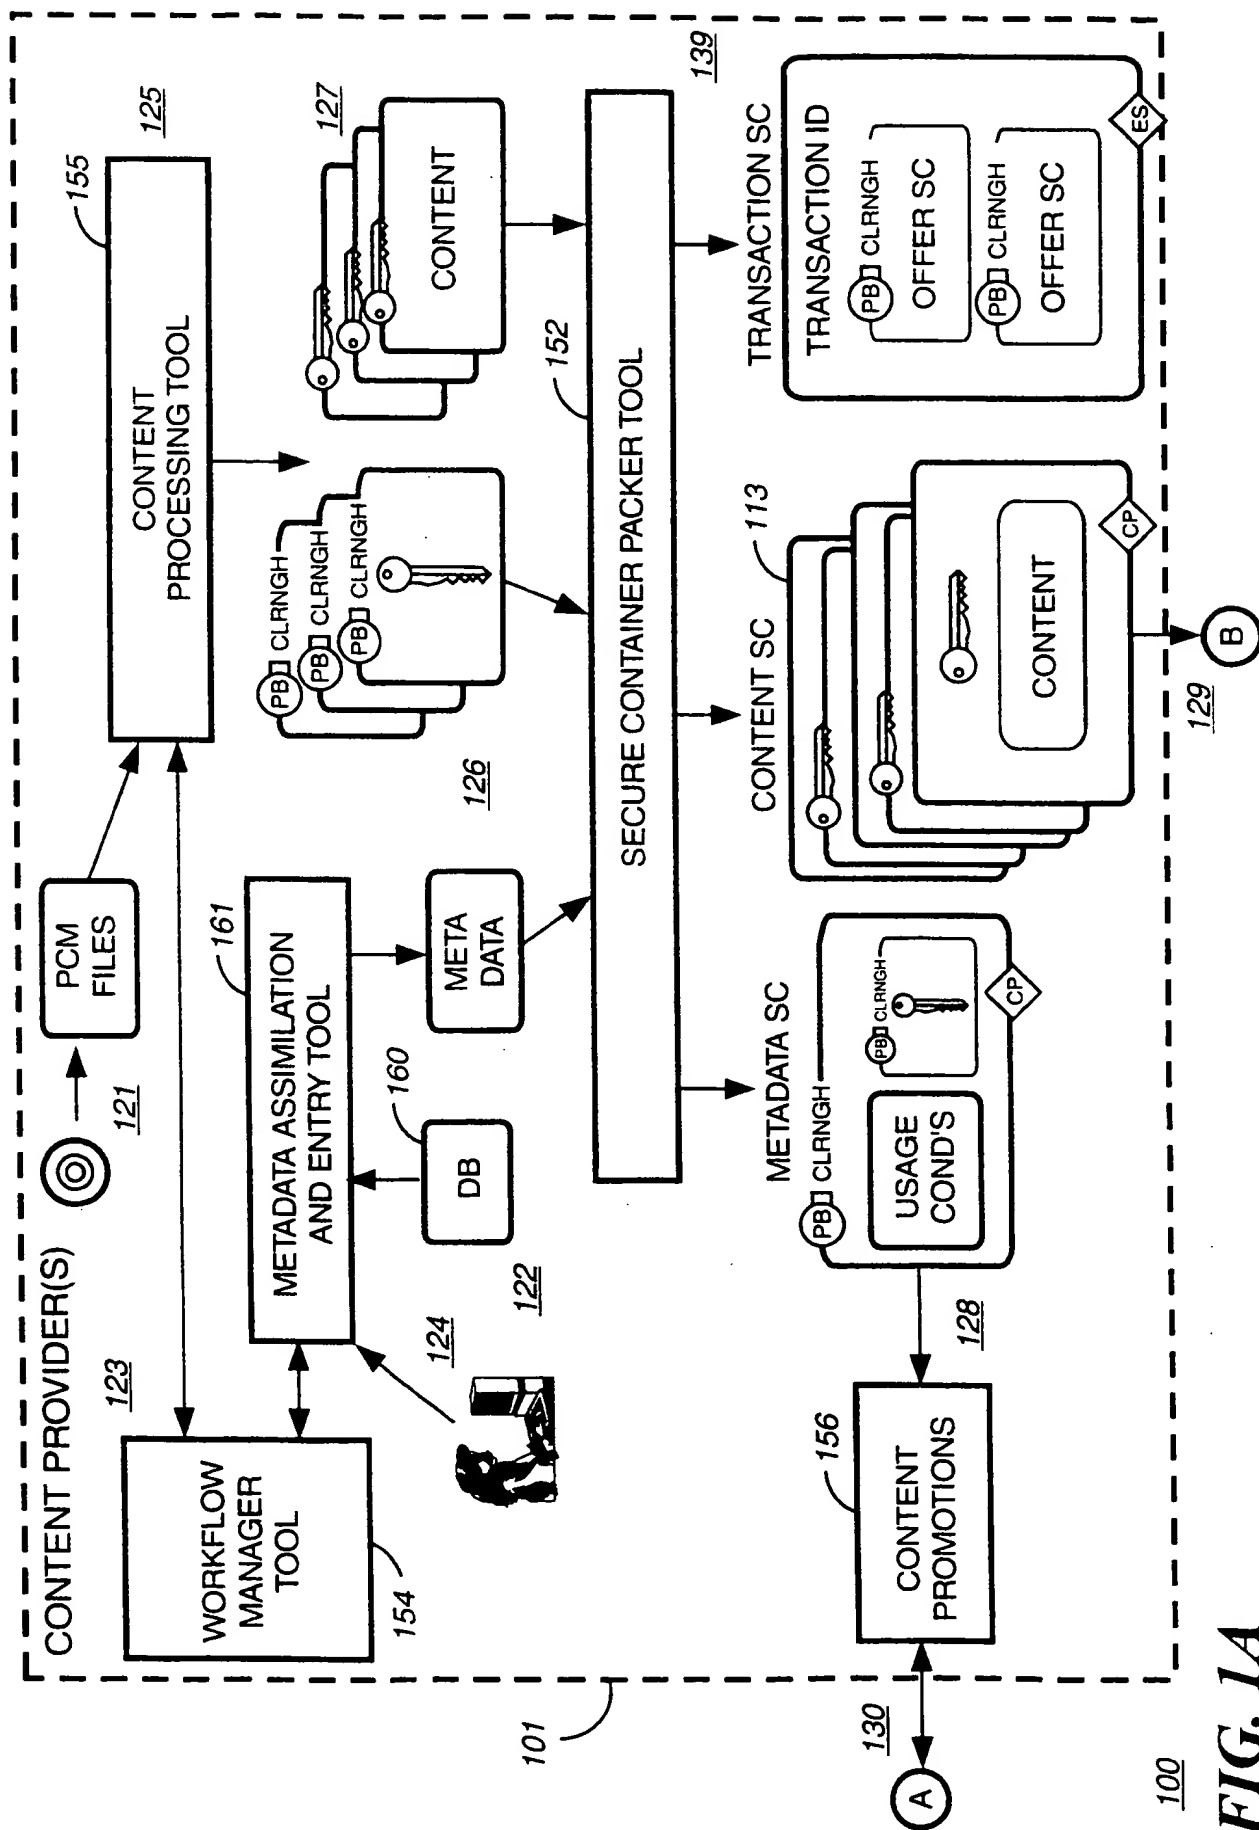 CONTENT PROVIDER(S)
121
PCM
FILES
123
WORKFLOW
MANAGER
TOOL
154
155
125
CONTENT
PROCESSING TOOL
161
METADATA ASSIMILATION
AND ENTRY TOOL
124
122
160
DB
META
DATA
126
PB
CLRNGH
PB
CLRNGH
PB
CLRNGH
127
CONTENT
152
SECURE CONTAINER PACKER TOOL
139
METADATA SC
PB
CLRNGH
USAGE
COND'S
PB
CLRNGH
CP
128
156
CONTENT
PROMOTIONS
CONTENT SC
113
CONTENT
CP
129
B
TRANSACTION SC
TRANSACTION ID
PB
CLRNGH
OFFER SC
PB
CLRNGH
OFFER SC
ES
101
130
A
100
FIG. 1A